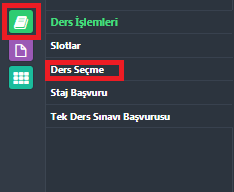 Ders İşlemleri
Slotlar
Ders Seçme
Staj Başvuru
Tek Ders Sınavı Başvurusu